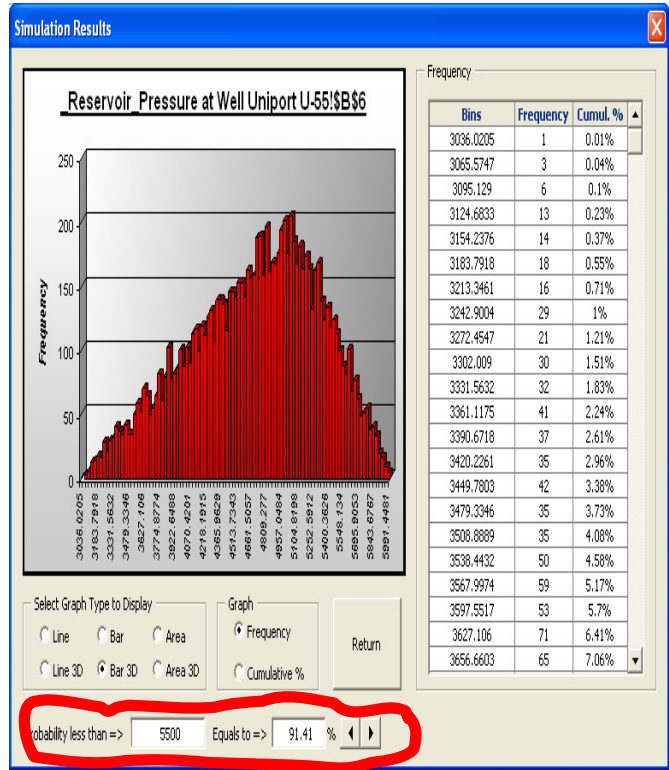 Simulation Results
_Reservoir_Pressure at Well Uniport U-55!$B$6
250
200
150
100
50
0
Frequency
3036.0205
3183.7918
3331.5632
3479.3346
3627.106
3774.8774
3922.6488
4070.4201
4218.1915
4365.9629
4513.7343
4661.5057
4809.277
4957.0484
5104.8198
5252.5912
5400.3626
5548.134
5695.9053
5843.6767
5991.4481
Frequency
Bins Frequency Cumul. %
3036.0205 1 0.01%
3065.5747 3 0.04%
3095.129 6 0.1%
3124.6833 13 0.23%
3154.2376 14 0.37%
3183.7918 18 0.55%
3213.3461 16 0.71%
3242.9004 29 1%
3272.4547 21 1.21%
3302.009 30 1.51%
3331.5632 32 1.83%
3361.1175 41 2.24%
3390.6718 37 2.61%
3420.2261 35 2.96%
3449.7803 42 3.38%
3479.3346 35 3.73%
3508.8889 35 4.08%
3538.4432 50 4.58%
3567.9974 59 5.17%
3597.5517 53 5.7%
3627.106 71 6.41%
3656.6603 65 7.06%
Select Graph Type to Display
Line Bar Area
Line 3D Bar 3D Area 3D
Graph
Frequency
Cumulative %
Return
robability less than => 5500 Equals to => 91.41 %